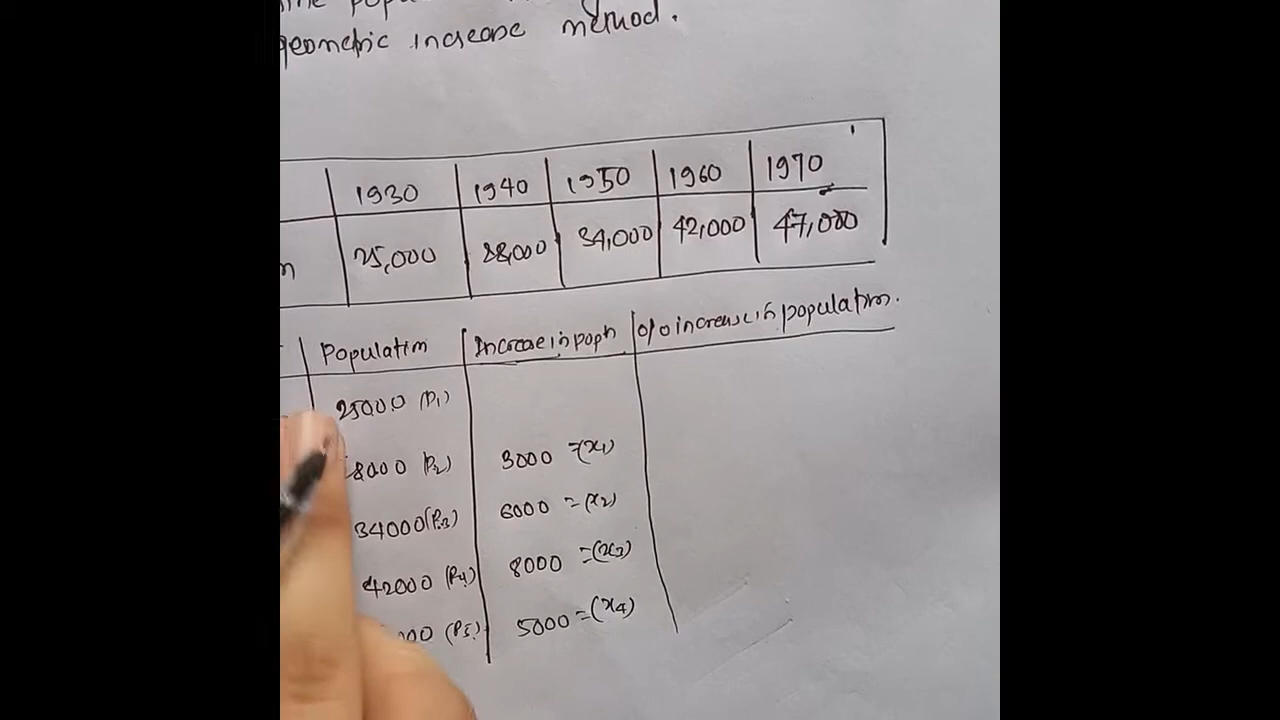 geometric increase method.
1930 1940 1950 1960 1970
25,000 28,000 34,000 42,000 47,000
Population Increase in popn % increase in population.
25000 (P1)
8000 (P2) 3000 =(x1)
34000 (P3) 6000 =(x2)
42000 (P4) 8000 =(x3)
000 (P5) 5000 =(x4)